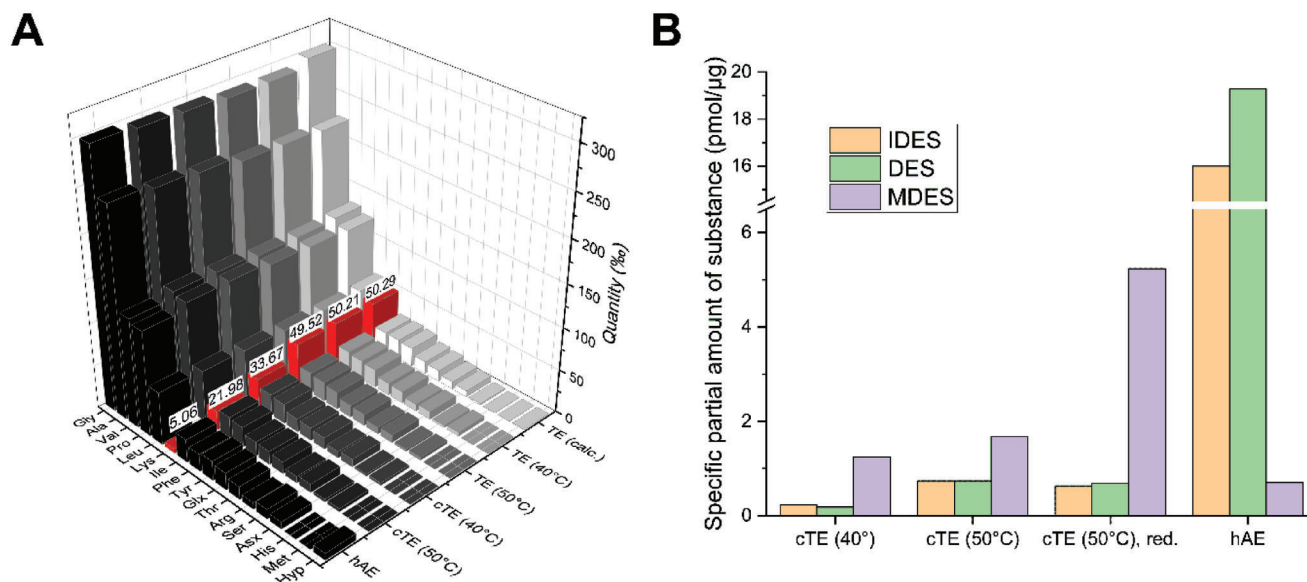 A
300
250
200
150
100
50
0
Quantity (‰)
50.29
50.21
49.52
33.67
21.98
5.06
Gly
Ala
Val
Pro
Leu
Lys
Ile
Phe
Tyr
Glx
Thr
Arg
Ser
Asx
His
Met
Hyp
TE (calc.)
TE (40°C)
TE (50°C)
cTE (40°C)
cTE (50°C)
hAE
B
Specific partial amount of substance (pmol/µg)
20
18
16
6
4
2
0
IDES
DES
MDES
cTE (40°) cTE (50°C) cTE (50°C), red. hAE